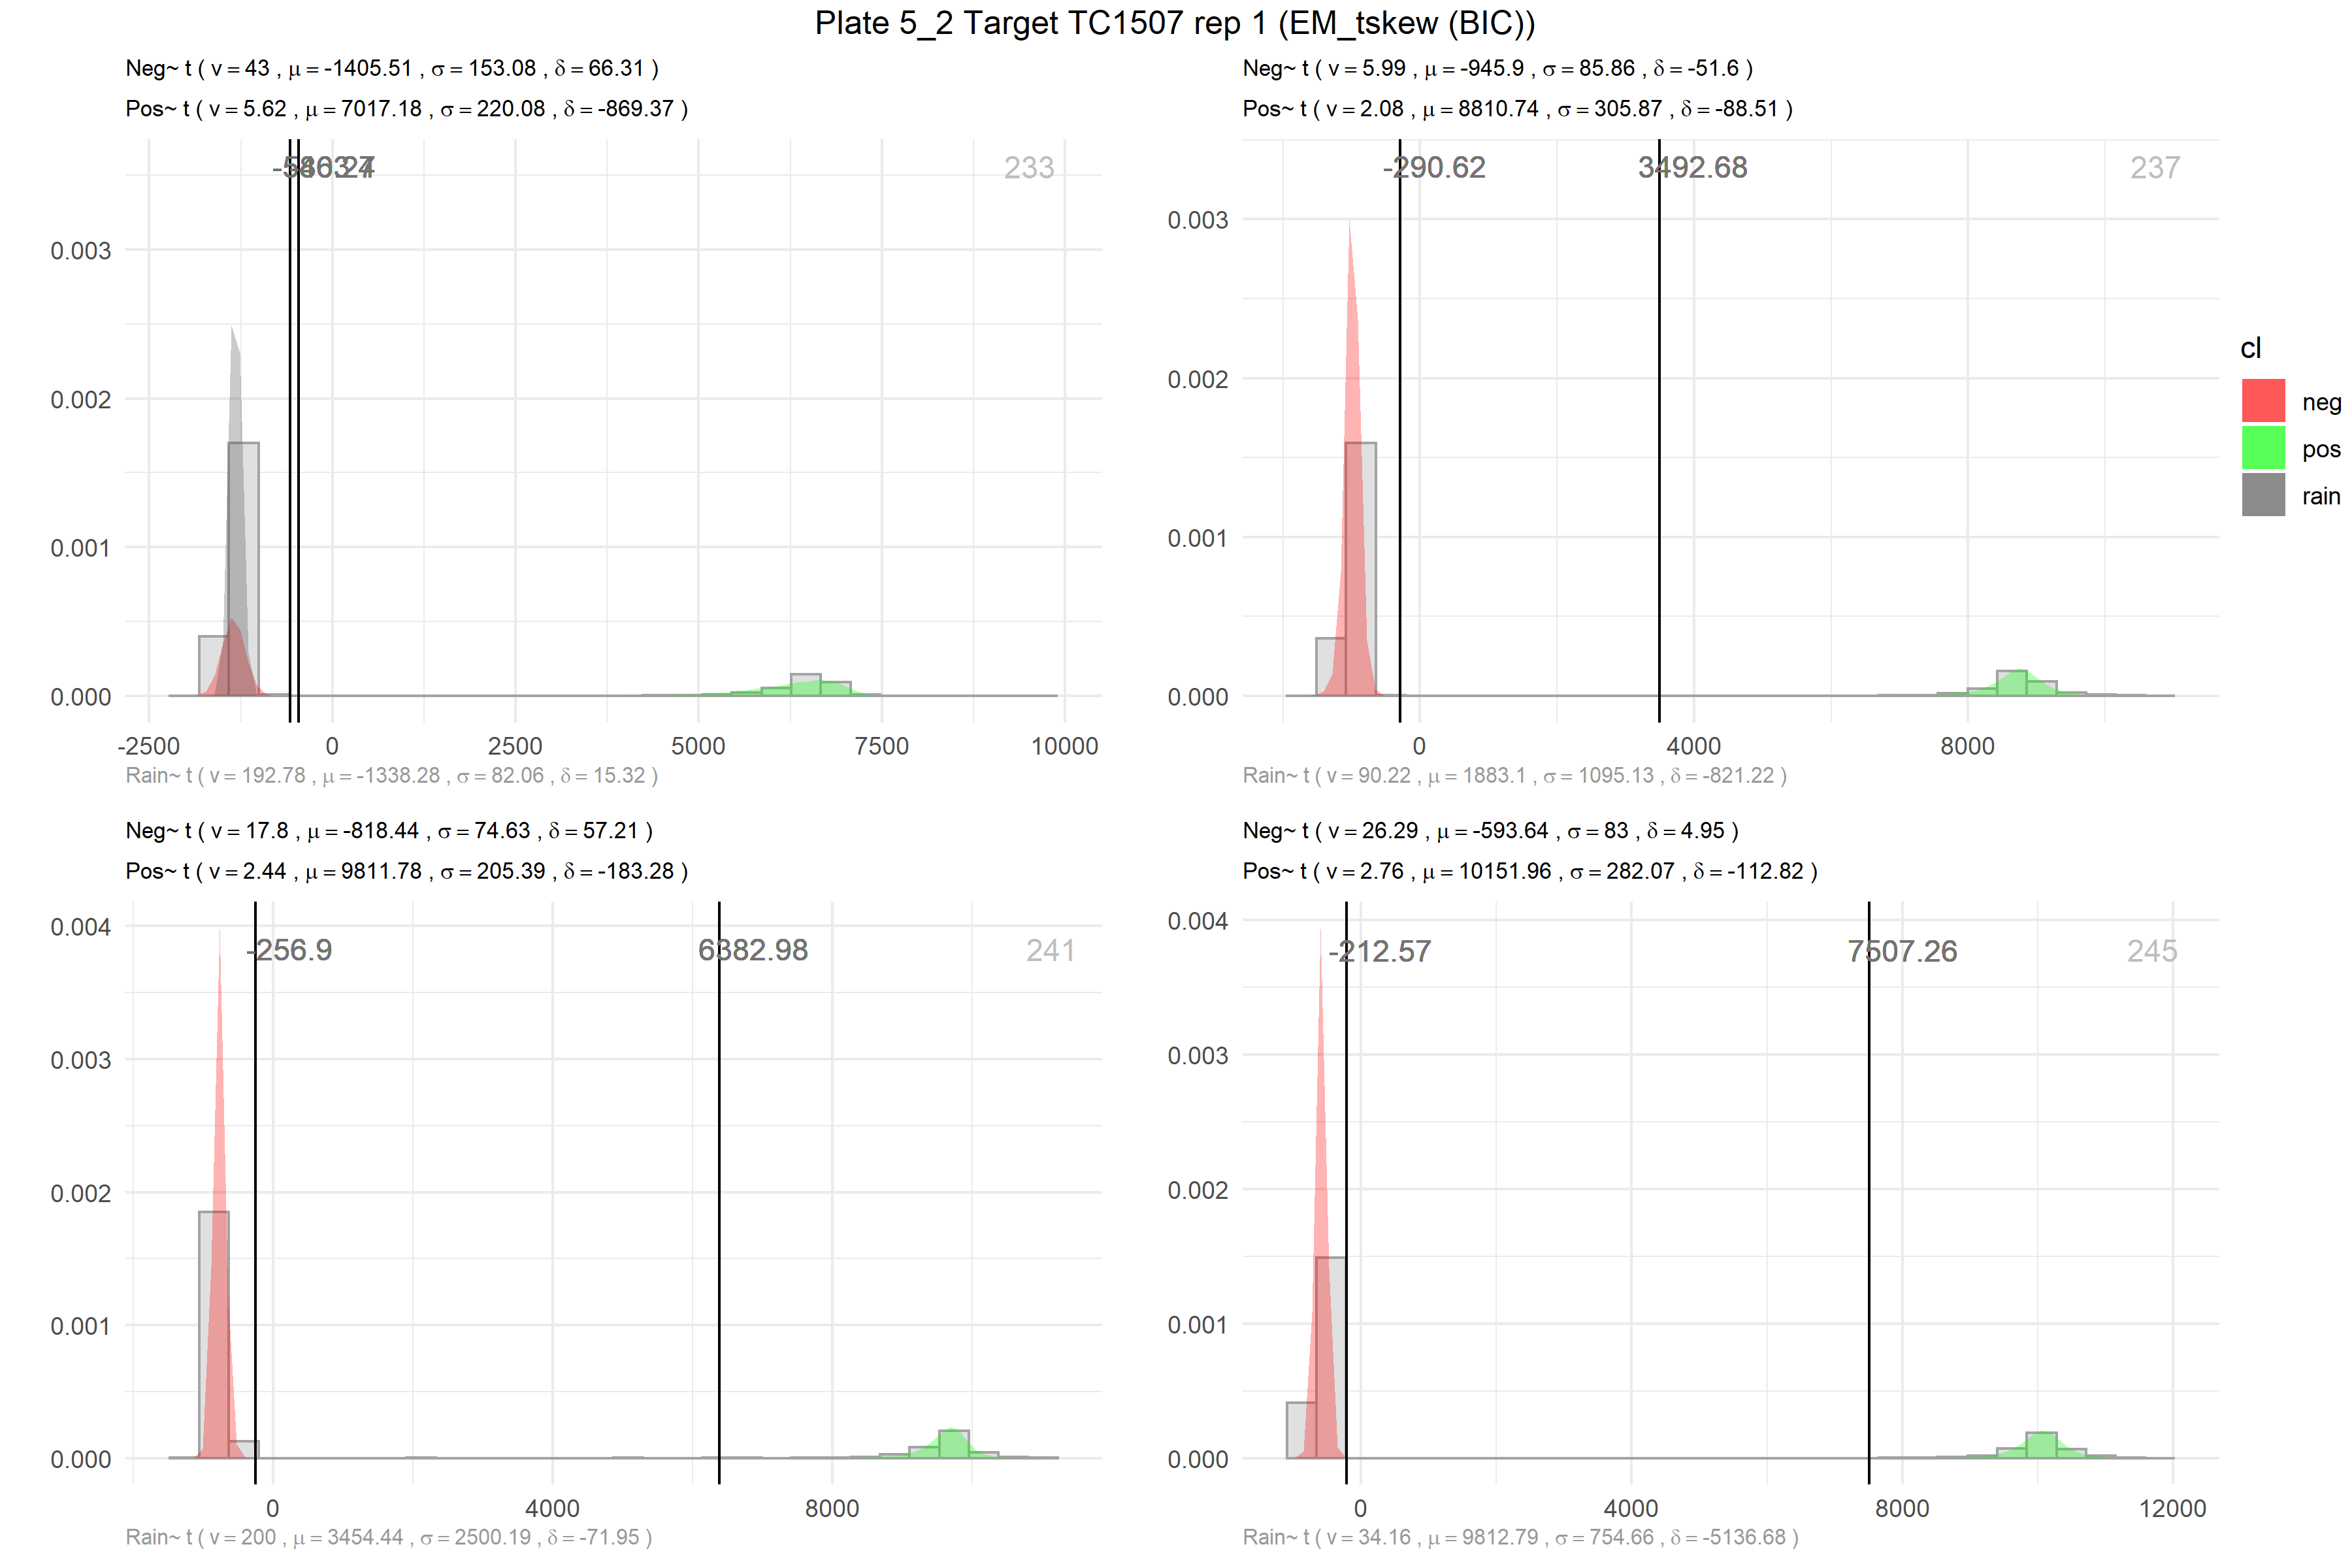 Plate 5_2 Target TC1507 rep 1 (EM_tskew (BIC))
Neg~ t ( v = 43 , μ = -1405.51 , σ = 153.08 , δ = 66.31 )
Pos~ t ( v = 5.62 , μ = 7017.18 , σ = 220.08 , δ = -869.37 )
233
0.003
0.002
0.001
0.000
-2500 0 2500 5000 7500 10000
Rain~ t ( v = 192.78 , μ = -1338.28 , σ = 82.06 , δ = 15.32 )
Neg~ t ( v = 5.99 , μ = -945.9 , σ = 85.86 , δ = -51.6 )
Pos~ t ( v = 2.08 , μ = 8810.74 , σ = 305.87 , δ = -88.51 )
-290.62 3492.68 237
0.003
0.002
0.001
0.000
0 4000 8000
Rain~ t ( v = 90.22 , μ = 1883.1 , σ = 1095.13 , δ = -821.22 )
cl
neg
pos
rain
Neg~ t ( v = 17.8 , μ = -818.44 , σ = 74.63 , δ = 57.21 )
Pos~ t ( v = 2.44 , μ = 9811.78 , σ = 205.39 , δ = -183.28 )
-256.9 6382.98 241
0.004
0.003
0.002
0.001
0.000
0 4000 8000
Rain~ t ( v = 200 , μ = 3454.44 , σ = 2500.19 , δ = -71.95 )
Neg~ t ( v = 26.29 , μ = -593.64 , σ = 83 , δ = 4.95 )
Pos~ t ( v = 2.76 , μ = 10151.96 , σ = 282.07 , δ = -112.82 )
-212.57 7507.26 245
0.004
0.003
0.002
0.001
0.000
0 4000 8000 12000
Rain~ t ( v = 34.16 , μ = 9812.79 , σ = 754.66 , δ = -5136.68 )